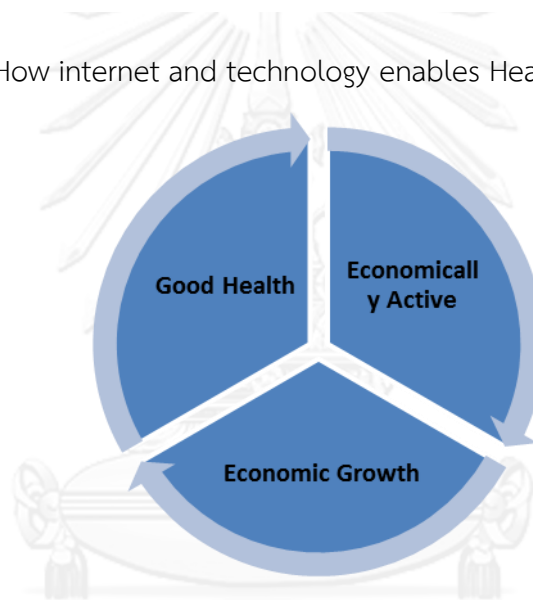 How internet and technology enables Hea
Good Health
Economicall
y Active
Economic Growth